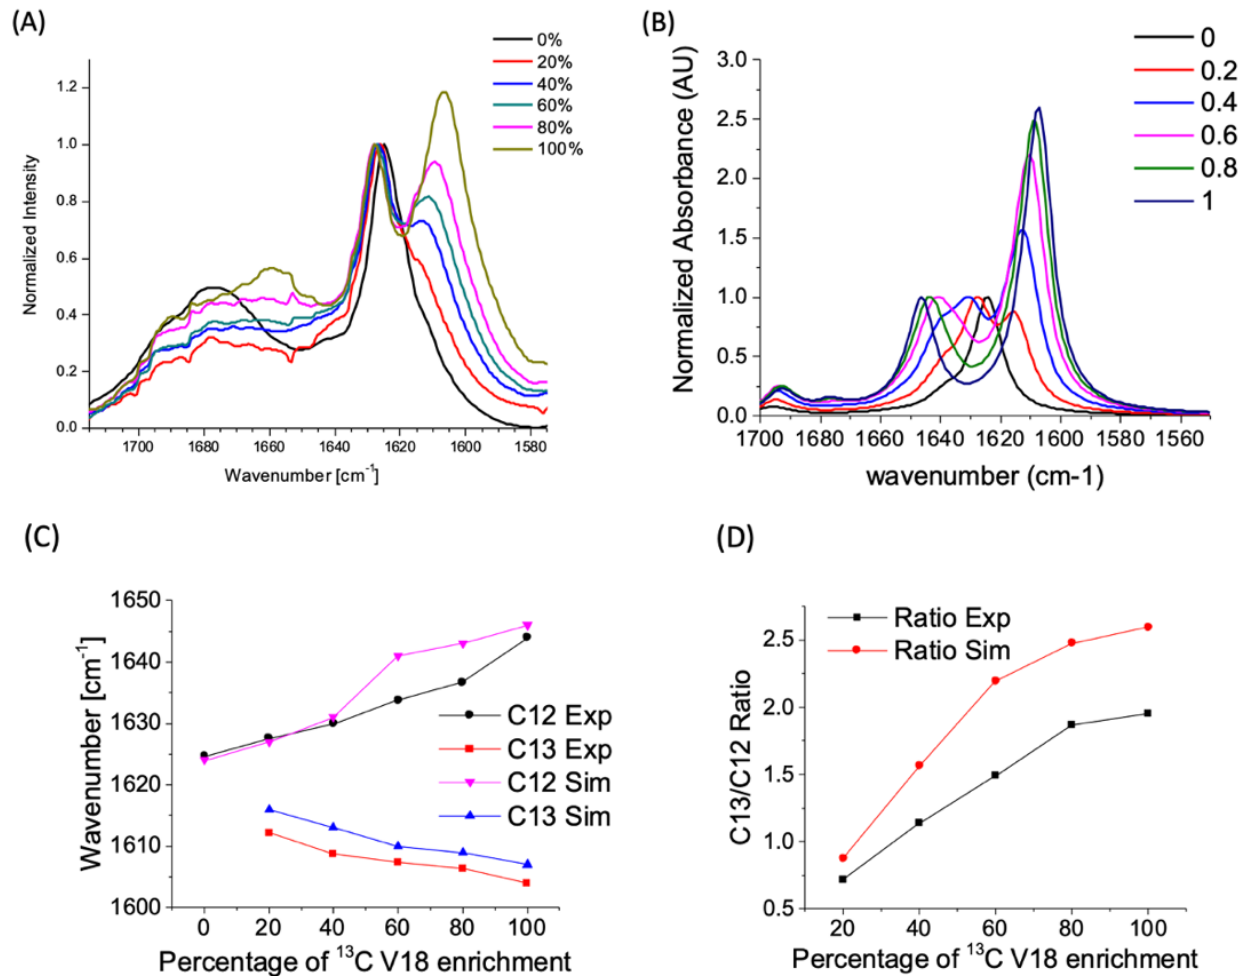 (A)
0%
20%
40%
60%
80%
100%
Normalized Intensity
1.2
1.0
0.8
0.6
0.4
0.2
0.0
1700 1680 1660 1640 1620 1600 1580
Wavenumber [cm⁻¹]
(B)
0
0.2
0.4
0.6
0.8
1
Normalized Absorbance (AU)
3.0
2.5
2.0
1.5
1.0
0.5
0.0
1700 1680 1660 1640 1620 1600 1580 1560
wavenumber (cm-1)
(C)
Wavenumber [cm⁻¹]
1650
1640
1630
1620
1610
1600
C12 Exp
C13 Exp
C12 Sim
C13 Sim
0 20 40 60 80 100
Percentage of ¹³C V18 enrichment
(D)
C13/C12 Ratio
2.5
2.0
1.5
1.0
0.5
Ratio Exp
Ratio Sim
20 40 60 80 100
Percentage of ¹³C V18 enrichment